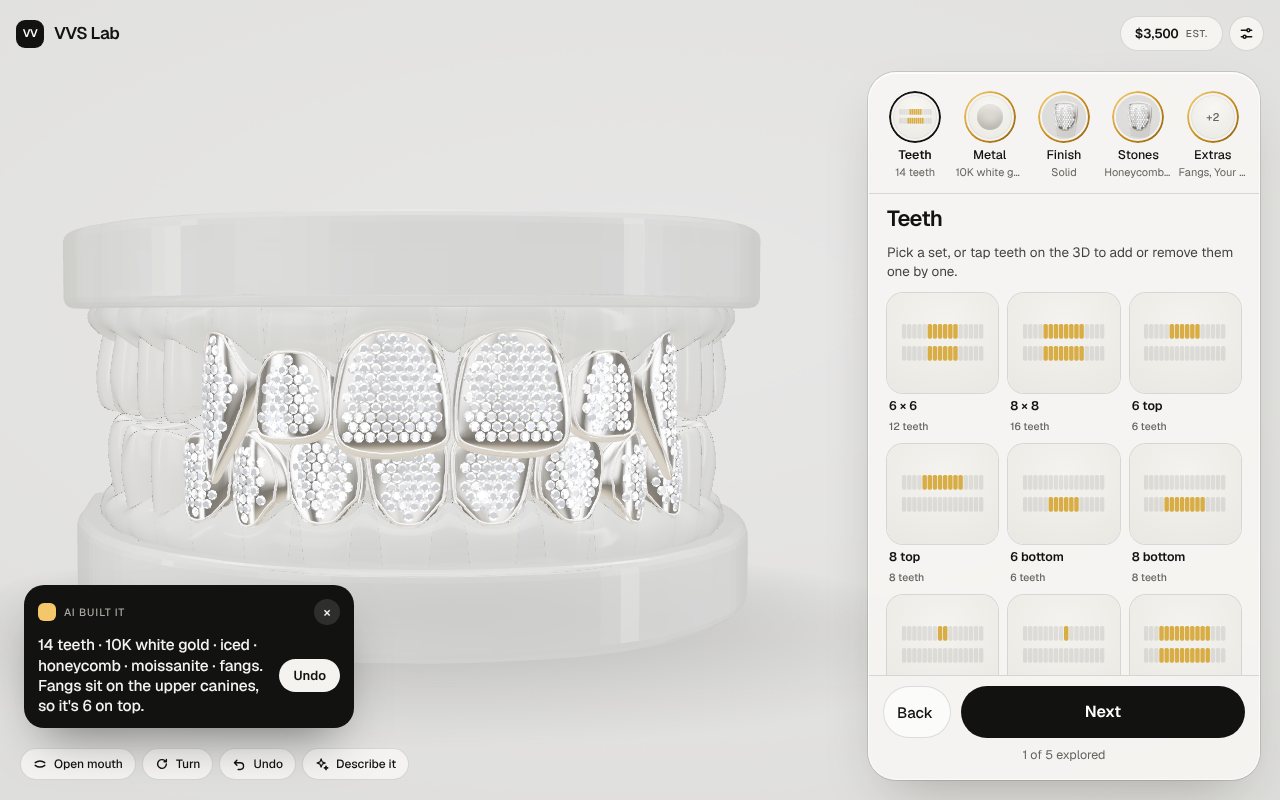 VV VVS Lab
$3,500 EST.
Teeth
14 teeth
Metal
10K white g...
Finish
Solid
Stones
Honeycomb...
+2
Extras
Fangs, Your ...
Teeth
Pick a set, or tap teeth on the 3D to add or remove them
one by one.
6 × 6
12 teeth
8 × 8
16 teeth
6 top
6 teeth
8 top
8 teeth
6 bottom
6 teeth
8 bottom
8 teeth
Back
Next
1 of 5 explored
AI BUILT IT
×
14 teeth · 10K white gold · iced ·
honeycomb · moissanite · fangs.
Fangs sit on the upper canines,
so it's 6 on top.
Undo
Open mouth
Turn
Undo
Describe it